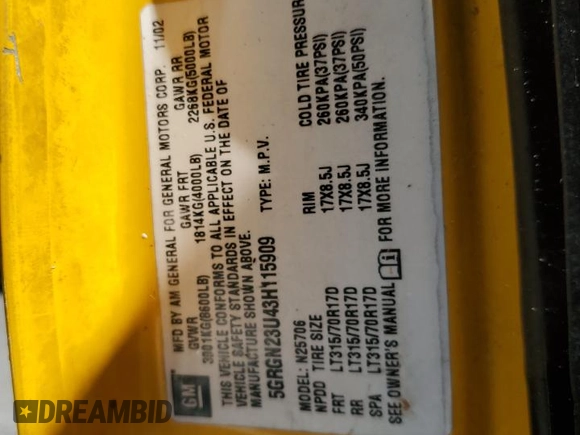 MFD BY AM GENERAL FOR GENERAL MOTORS CORP 11/02
GVWR GAWR FRT GAWR RR
3001KG(8600LB) 1814KG(4000LB) 2268KG(5000LB)
THIS VEHICLE CONFORMS TO ALL APPLICABLE U.S. FEDERAL MOTOR
VEHICLE SAFETY STANDARDS IN EFFECT ON THE DATE OF
MANUFACTURE SHOWN ABOVE.
5GRGN23U43H115909 TYPE: M.P.V.
MODEL: N25706
NPDD TIRE SIZE RIM COLD TIRE PRESSUR
FRT LT315/70R17D 17X8.5J 260KPA(37PSI)
RR LT315/70R17D 17X8.5J 260KPA(37PSI)
SPA LT315/70R17D 17X8.5J 340KPA(50PSI)
SEE OWNER'S MANUAL FOR MORE INFORMATION.
GM
DREAMBID